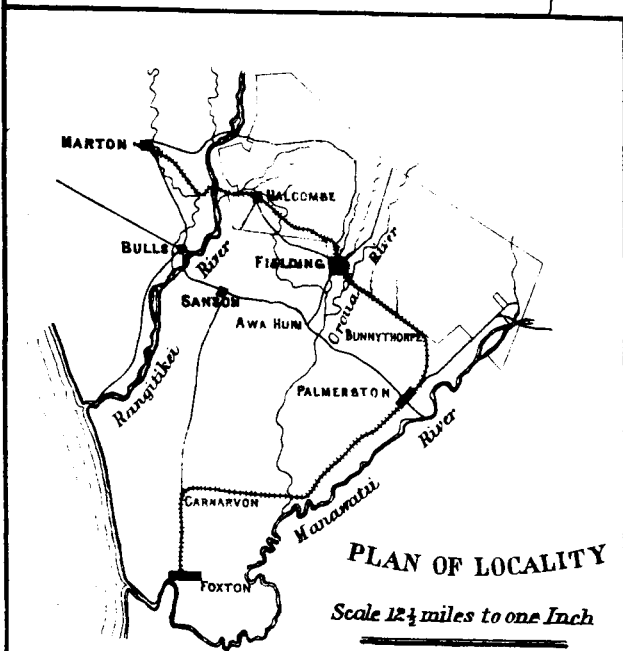 MARTON
HALCOMBE
BULLS
River
FIELDING
River
SANSON
Oroua
AWA HURI
BUNNYTHORPE
Rangitikei
PALMERSTON
River
CARNARVON
Manawatu
PLAN OF LOCALITY
FOXTON
Scale 12½ miles to one Inch